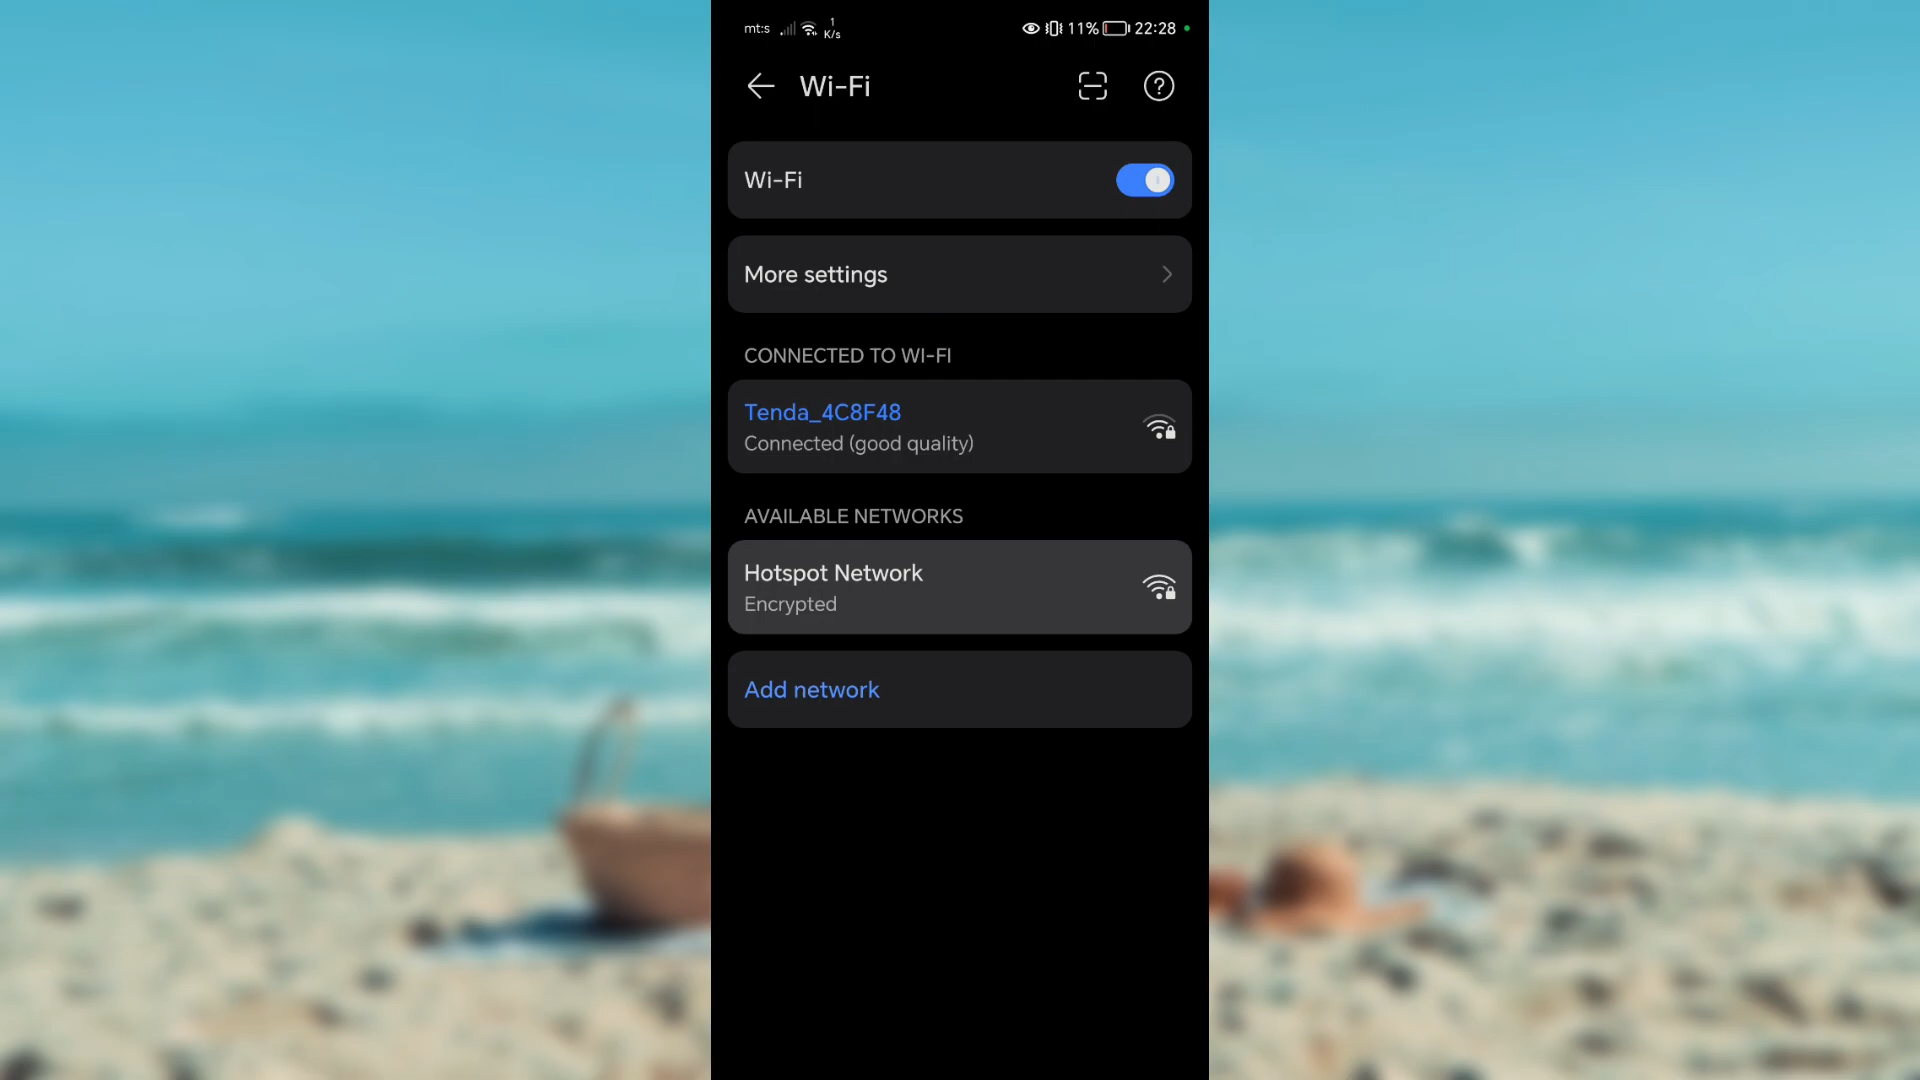 mt:s 1 K/s 11% 22:28
Wi-Fi
Wi-Fi
More settings
CONNECTED TO WI-FI
Tenda_4C8F48
Connected (good quality)
AVAILABLE NETWORKS
Hotspot Network
Encrypted
Add network